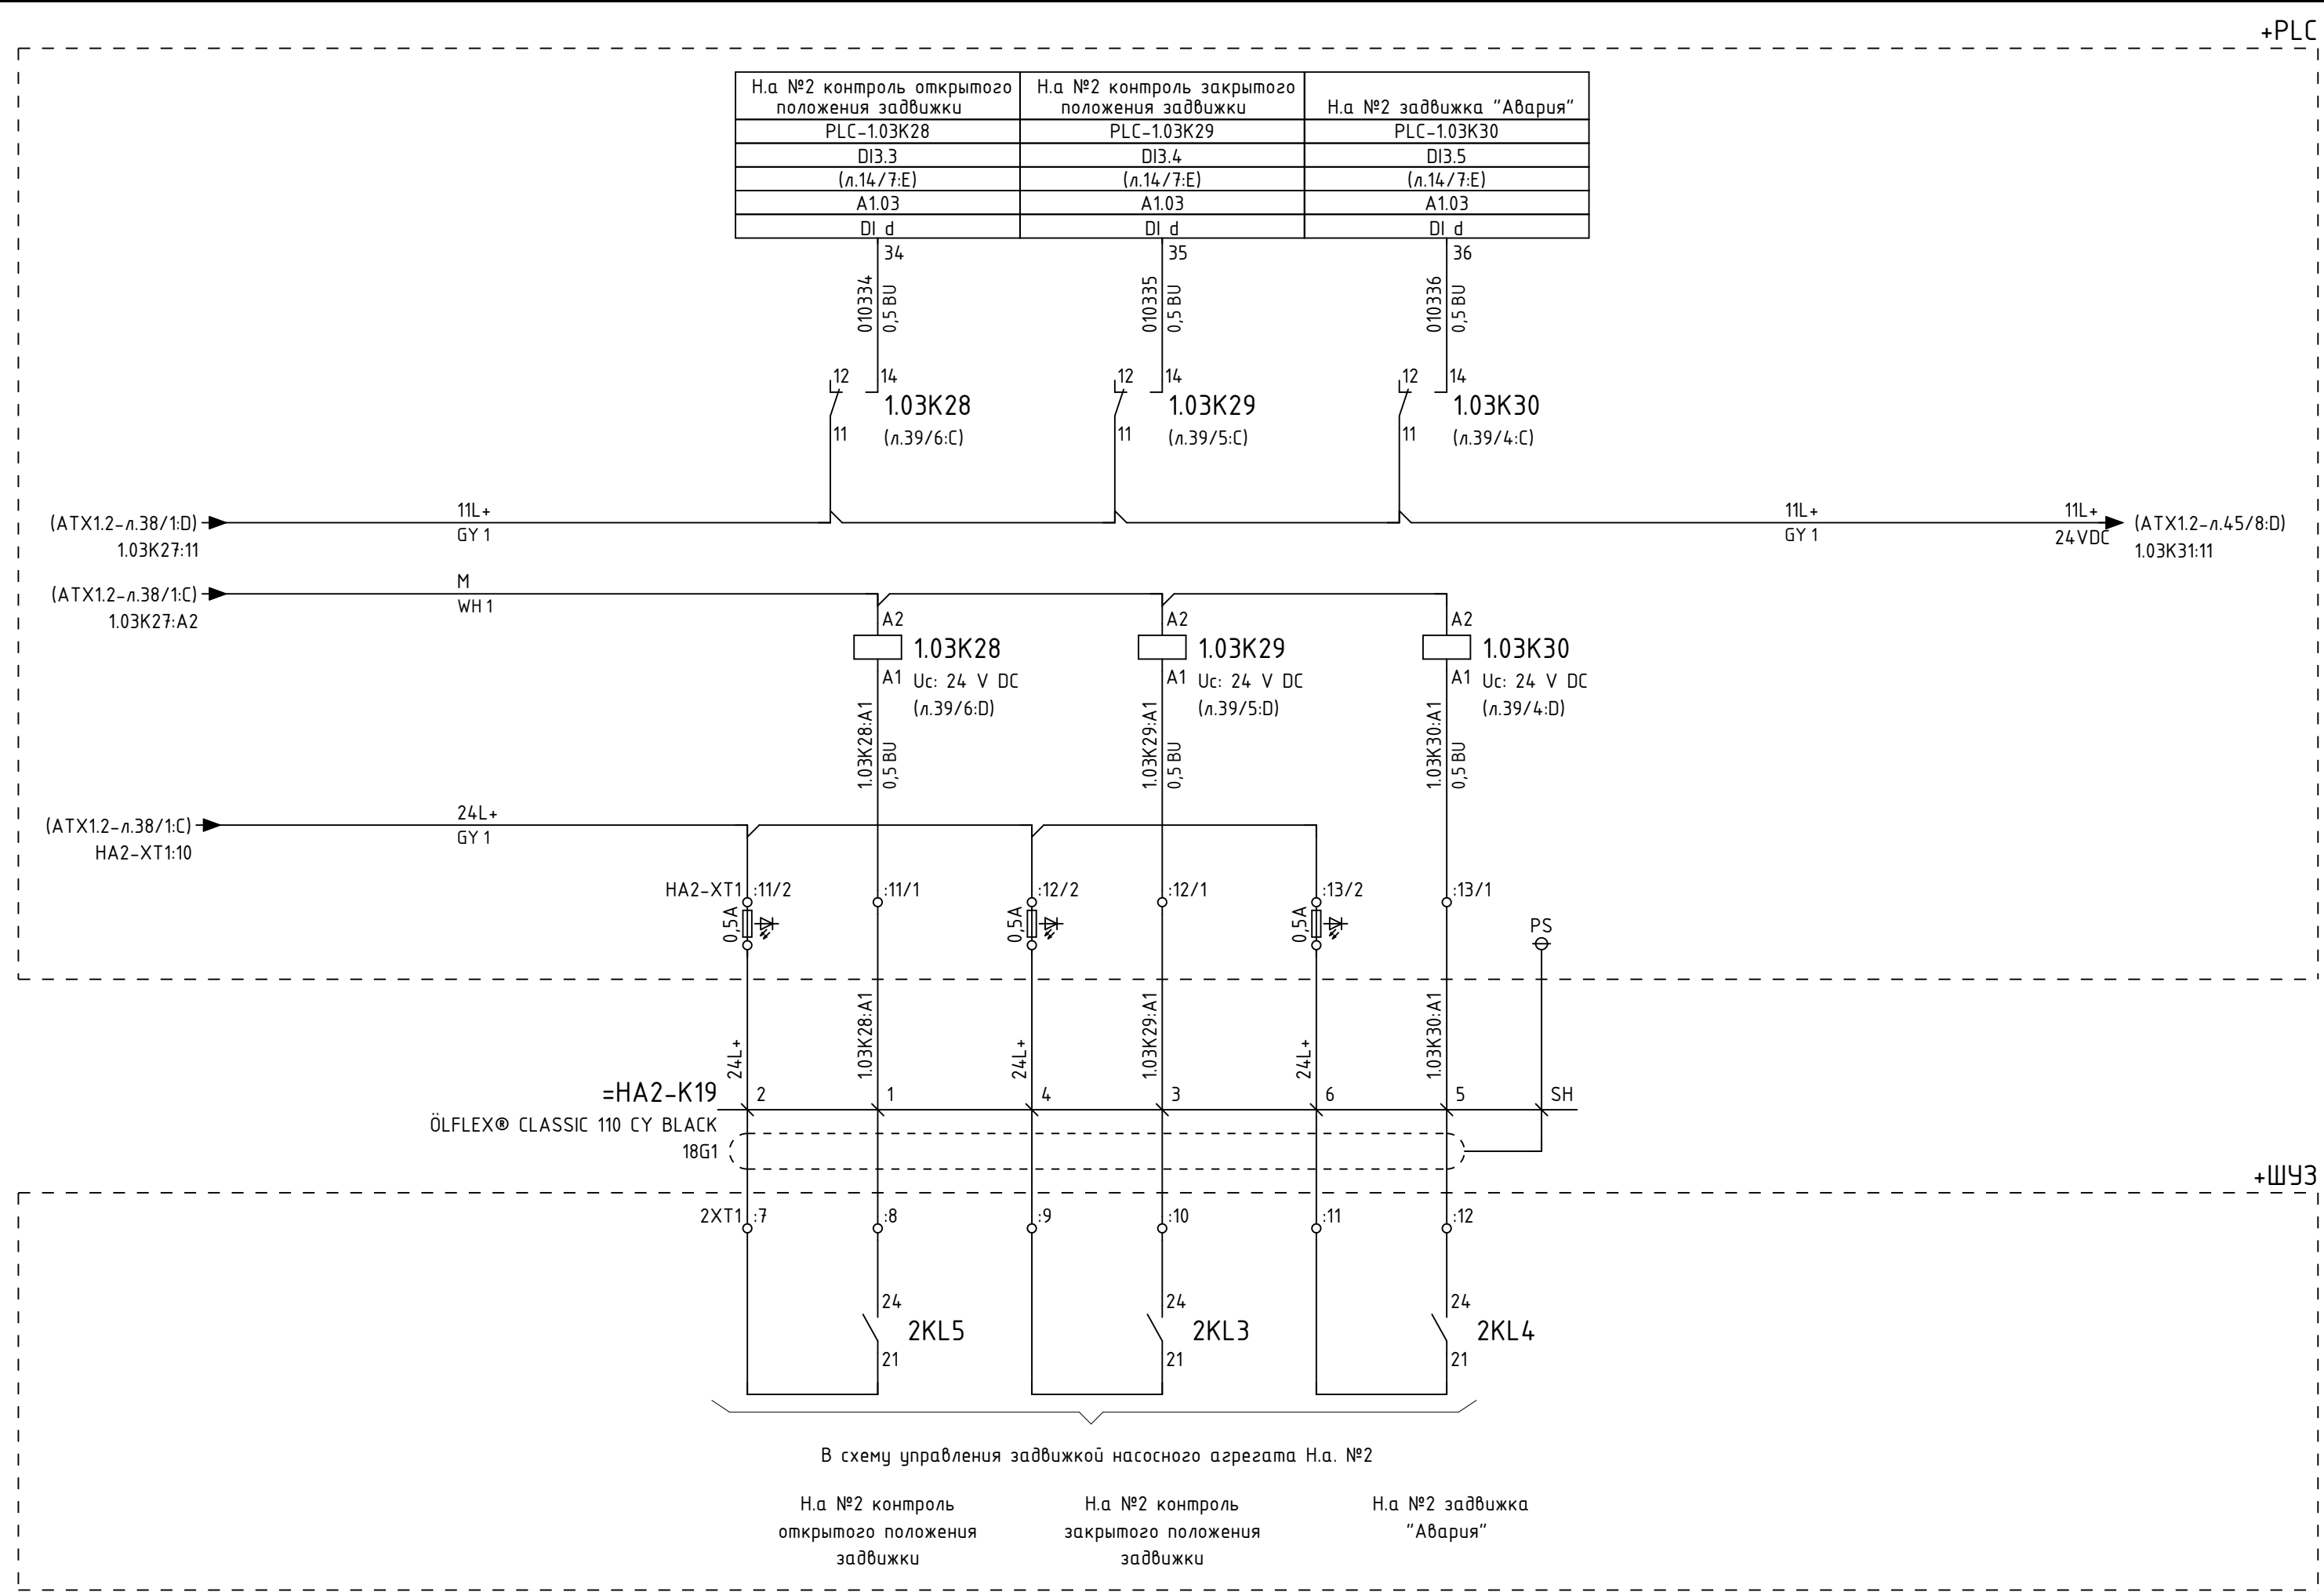 +PLC
Н.а №2 контроль открытого
положения задвижки
Н.а №2 контроль закрытого
положения задвижки
Н.а №2 задвижка "Авария"
PLC-1.03K28
PLC-1.03K29
PLC-1.03K30
DI3.3
DI3.4
DI3.5
(л.14/7:E)
(л.14/7:E)
(л.14/7:E)
A1.03
A1.03
A1.03
DI d
DI d
DI d
34
35
36
010334
0,5 BU
010335
0,5 BU
010336
0,5 BU
12
14
12
14
12
14
1.03K28
1.03K29
1.03K30
11
(л.39/6:C)
11
(л.39/5:C)
11
(л.39/4:C)
(АТХ1.2-л.38/1:D)
1.03K27:11
11L+
GY 1
11L+
GY 1
11L+
24VDC
(АТХ1.2-л.45/8:D)
1.03K31:11
(АТХ1.2-л.38/1:C)
1.03K27:A2
M
WH 1
A2
A2
A2
1.03K28
1.03K29
1.03K30
A1
Uc: 24 V DC
A1
Uc: 24 V DC
A1
Uc: 24 V DC
(л.39/6:D)
(л.39/5:D)
(л.39/4:D)
1.03K28:A1
0,5 BU
1.03K29:A1
0,5 BU
1.03K30:A1
0,5 BU
(АТХ1.2-л.38/1:C)
HA2-XT1:10
24L+
GY 1
HA2-XT1
:11/2
:11/1
:12/2
:12/1
:13/2
:13/1
0,5A
0,5A
0,5A
PS
24L+
1.03K28:A1
24L+
1.03K29:A1
24L+
1.03K30:A1
=HA2-K19
2
1
4
3
6
5
SH
ÖLFLEX® CLASSIC 110 CY BLACK
18G1
+ШУЗ
2XT1
:7
:8
:9
:10
:11
:12
24
24
24
2KL5
2KL3
2KL4
21
21
21
В схему управления задвижкой насосного агрегата Н.а. №2
Н.а №2 контроль
открытого положения
задвижки
Н.а №2 контроль
закрытого положения
задвижки
Н.а №2 задвижка
"Авария"